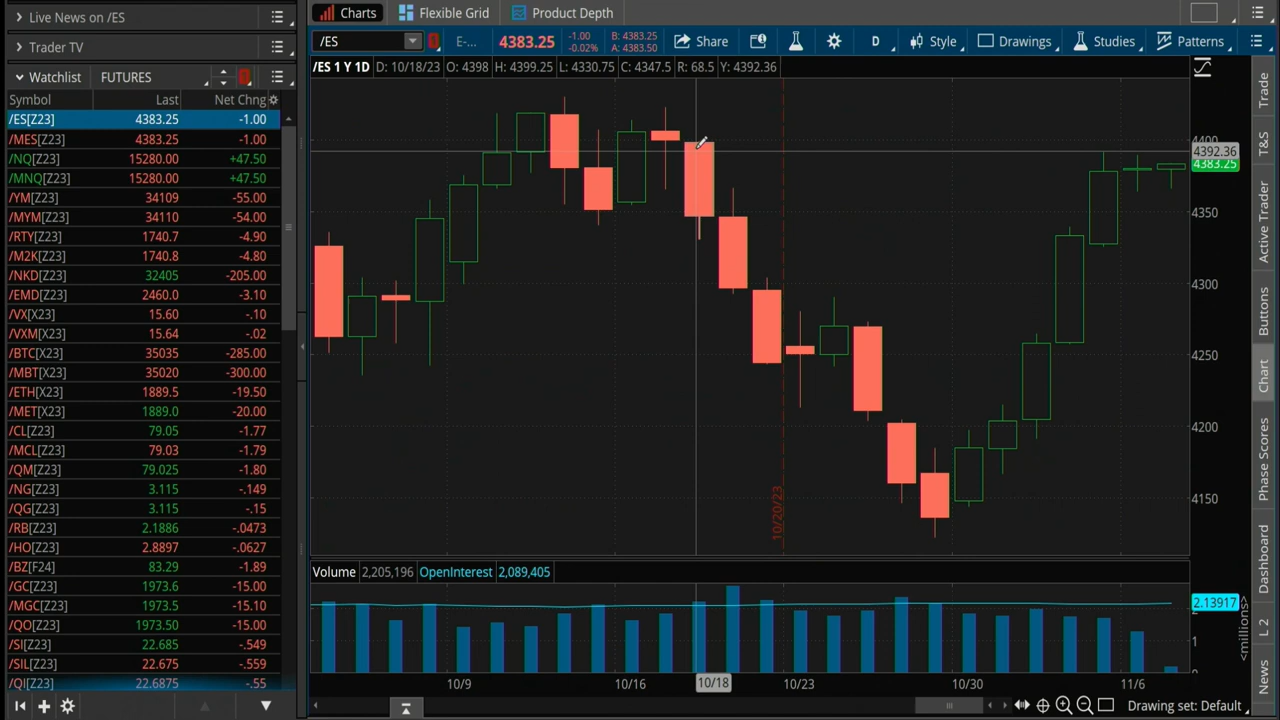 Live News on /ES
Charts
Flexible Grid
Product Depth
Trader TV
/ES
E-...
4383.25
-1.00
-0.02%
B: 4383.25
A: 4383.50
Share
D
Style
Drawings
Studies
Patterns
Watchlist
FUTURES
/ES 1 Y 1D
D: 10/18/23
O: 4398
H: 4399.25
L: 4330.75
C: 4347.5
R: 68.5
Y: 4392.36
Symbol Last Net Chng
/ES[Z23] 4383.25 -1.00
/MES[Z23] 4383.25 -1.00
/NQ[Z23] 15280.00 +47.50
/MNQ[Z23] 15280.00 +47.50
/YM[Z23] 34109 -55.00
/MYM[Z23] 34110 -54.00
/RTY[Z23] 1740.7 -4.90
/M2K[Z23] 1740.8 -4.80
/NKD[Z23] 32405 -205.00
/EMD[Z23] 2460.0 -3.10
/VX[X23] 15.60 -.10
/VXM[X23] 15.64 -.02
/BTC[X23] 35035 -285.00
/MBT[X23] 35020 -300.00
/ETH[X23] 1889.5 -19.50
/MET[X23] 1889.0 -20.00
/CL[Z23] 79.05 -1.77
/MCL[Z23] 79.03 -1.79
/QM[Z23] 79.025 -1.80
/NG[Z23] 3.115 -.149
/QG[Z23] 3.115 -.15
/RB[Z23] 2.1886 -.0473
/HO[Z23] 2.8897 -.0627
/BZ[F24] 83.29 -1.89
/GC[Z23] 1973.6 -15.00
/MGC[Z23] 1973.5 -15.10
/QO[Z23] 1973.50 -15.00
/SI[Z23] 22.685 -.549
/SIL[Z23] 22.675 -.559
/QI[Z23] 22.6875 -.55
4400
4392.36
4383.25
4350
4300
4250
4200
4150
10/20/23
Volume
2,205,196
OpenInterest
2,089,405
2.13917
1
<millions>
10/9
10/16
10/18
10/23
10/30
11/6
Drawing set: Default
Trade
T&S
Active Trader
Buttons
Chart
Phase Scores
Dashboard
L 2
News